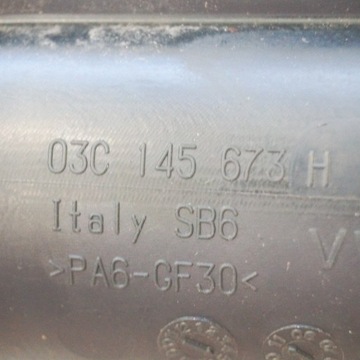 03C 145 673 H
Italy SB6
>PA6-GF30<